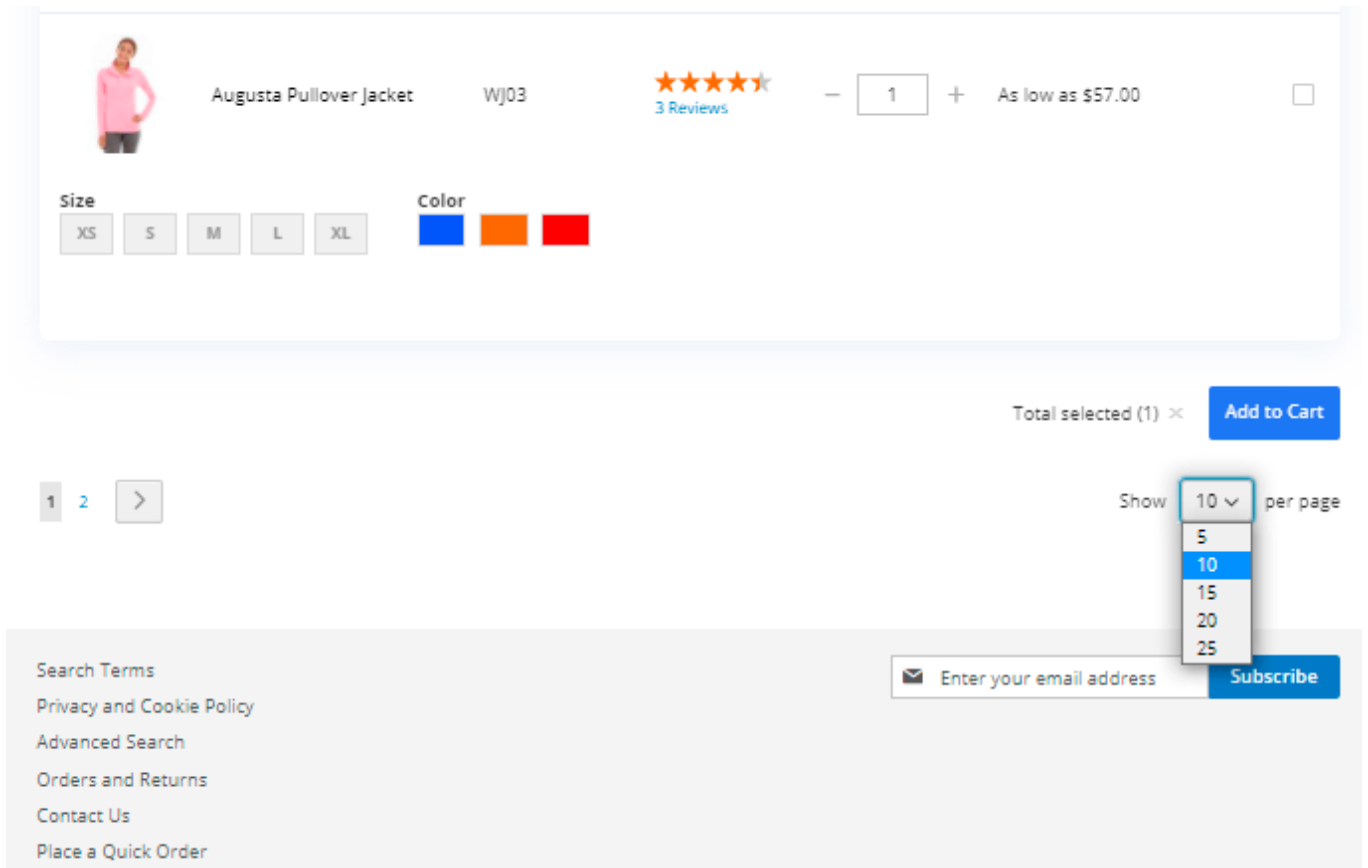 Augusta Pullover Jacket WJ03 3 Reviews − 1 + As low as $57.00
Size Color
XS S M L XL
Total selected (1) × Add to Cart
1 2 > Show 10 per page
5
10
15
20
25
Search Terms Enter your email address Subscribe
Privacy and Cookie Policy
Advanced Search
Orders and Returns
Contact Us
Place a Quick Order